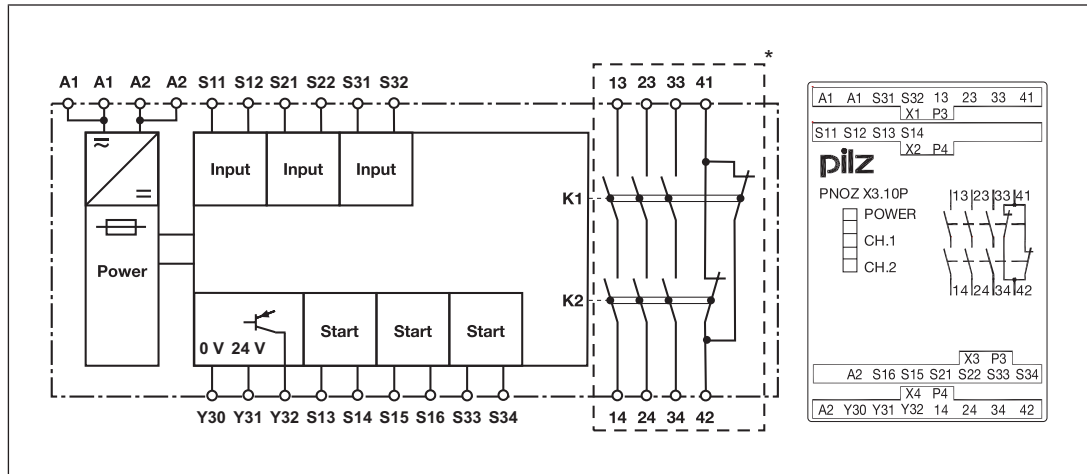 *
A1 A1 A2 A2 S11 S12 S21 S22 S31 S32 13 23 33 41
Input Input Input
K1
Power
K2
Start Start Start
0 V 24 V
Y30 Y31 Y32 S13 S14 S15 S16 S33 S34 14 24 34 42
A1 A1 S31 S32 13 23 33 41
X1 P3
S11 S12 S13 S14
X2 P4
pilz
PNOZ X3.10P
POWER
CH.1
CH.2
13 23 33 41
14 24 34 42
X3 P3
A2 S16 S15 S21 S22 S33 S34
X4 P4
A2 Y30 Y31 Y32 14 24 34 42